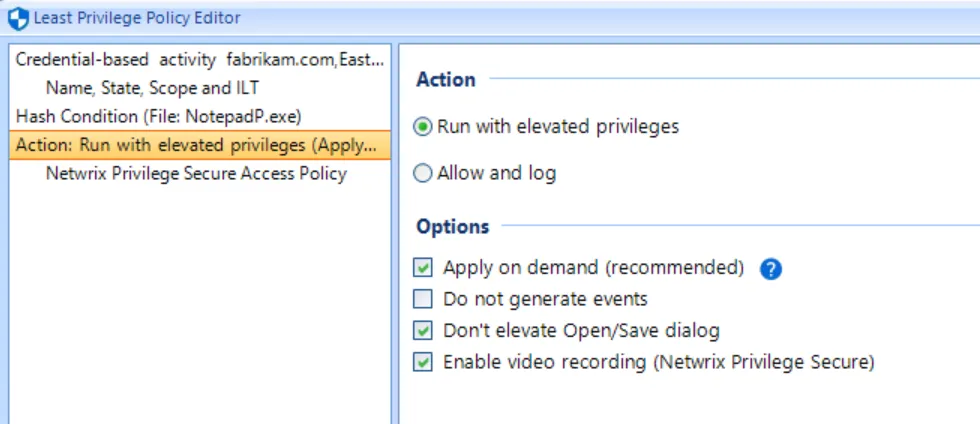 Least Privilege Policy Editor
Credential-based activity fabrikam.com,East...
Name, State, Scope and ILT
Hash Condition (File: NotepadP.exe)
Action: Run with elevated privileges (Apply...
Netwrix Privilege Secure Access Policy
Action
Run with elevated privileges
Allow and log
Options
Apply on demand (recommended) ?
Do not generate events
Don't elevate Open/Save dialog
Enable video recording (Netwrix Privilege Secure)